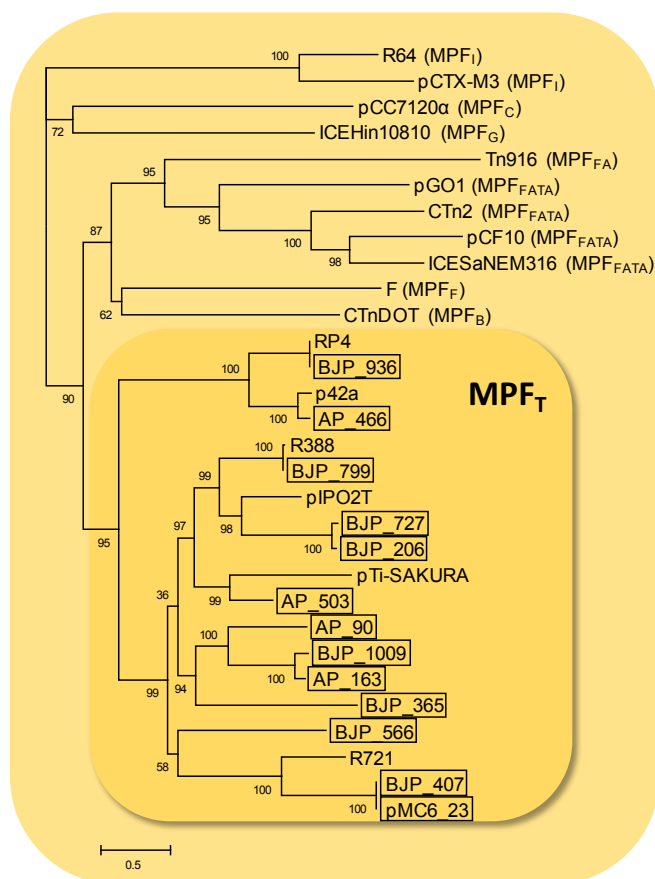 100
R64 (MPFI)
pCTX-M3 (MPFI)
pCC7120α (MPFC)
72
ICEHin10810 (MPFG)
Tn916 (MPFFA)
95
pGO1 (MPFFATA)
95
CTn2 (MPFFATA)
100
pCF10 (MPFFATA)
98
ICESaNEM316 (MPFFATA)
87
F (MPFF)
62
CTnDOT (MPFB)
90
RP4
100
BJP_936
MPFT
p42a
100
AP_466
R388
100
BJP_799
99
pIPO2T
98
BJP_727
97
100
BJP_206
95
pTi-SAKURA
99
AP_503
36
AP_90
100
BJP_1009
100
AP_163
94
99
BJP_365
BJP_566
58
R721
100
BJP_407
100
pMC6_23
0.5